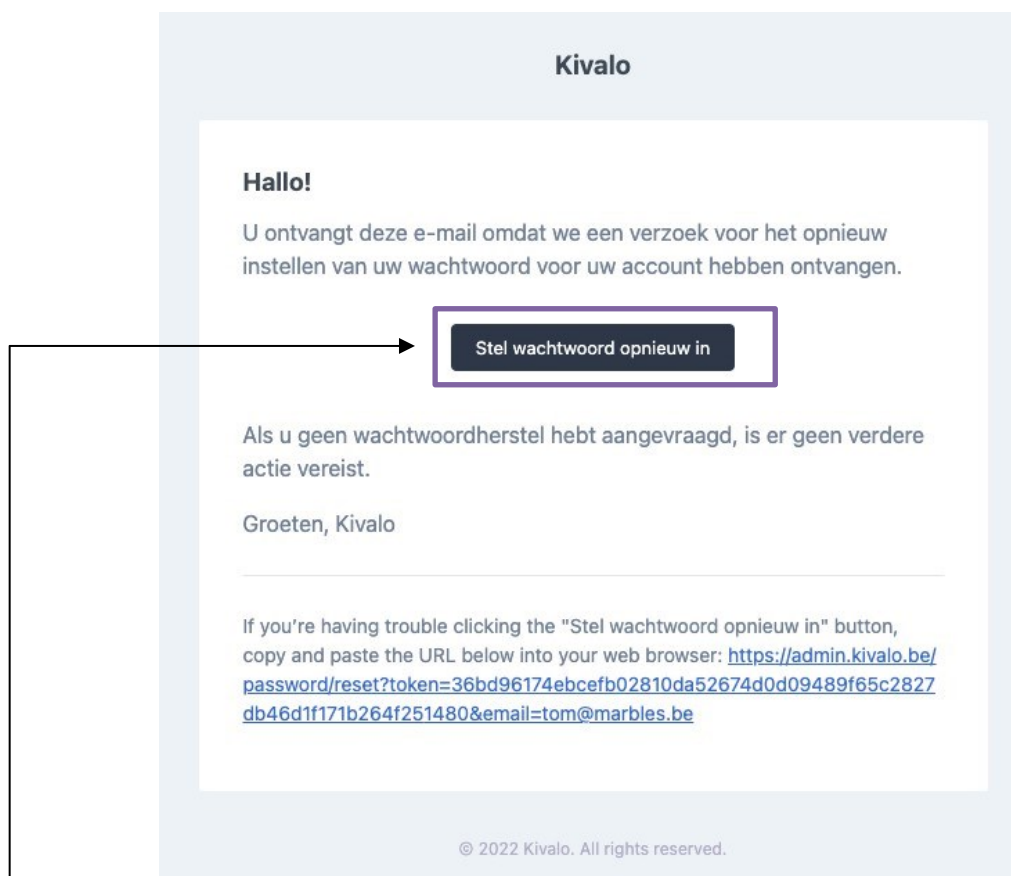 Kivalo
Hallo!
U ontvangt deze e-mail omdat we een verzoek voor het opnieuw
instellen van uw wachtwoord voor uw account hebben ontvangen.
Stel wachtwoord opnieuw in
Als u geen wachtwoordherstel hebt aangevraagd, is er geen verdere
actie vereist.
Groeten, Kivalo
If you're having trouble clicking the "Stel wachtwoord opnieuw in" button,
copy and paste the URL below into your web browser: https://admin.kivalo.be/
password/reset?token=36bd96174ebcefb02810da52674d0d09489f65c2827
db46d1f171b264f251480&email=tom@marbles.be
© 2022 Kivalo. All rights reserved.